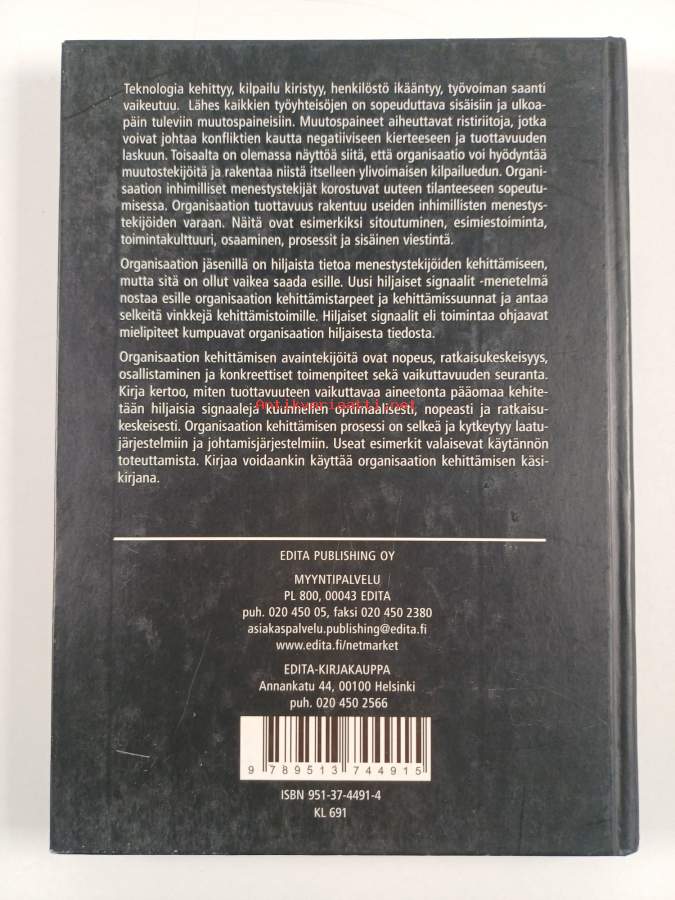 Teknologia kehittyy, kilpailu kiristyy, henkilöstö ikääntyy, työvoiman saanti
vaikeutuu. Lähes kaikkien työyhteisöjen on sopeuduttava sisäisiin ja ulkoa-
päin tuleviin muutospaineisiin. Muutospaineet aiheuttavat ristiriitoja, jotka
voivat johtaa konfliktien kautta negatiiviseen kierteeseen ja tuottavuuden
laskuun. Toisaalta on olemassa näyttöä siitä, että organisaatio voi hyödyntää
muutostekijöitä ja rakentaa niistä itselleen ylivoimaisen kilpailuedun. Organi-
saation inhimilliset menestystekijät korostuvat uuteen tilanteeseen sopeutu-
misessa. Organisaation tuottavuus rakentuu useiden inhimillisten menestys-
tekijöiden varaan. Näitä ovat esimerkiksi sitoutuminen, esimiestoiminta,
toimintakulttuuri, osaaminen, prosessit ja sisäinen viestintä.
Organisaation jäsenillä on hiljaista tietoa menestystekijöiden kehittämiseen,
mutta sitä on ollut vaikea saada esille. Uusi hiljaiset signaalit -menetelmä
nostaa esille organisaation kehittämistarpeet ja kehittämissuunnat ja antaa
selkeitä vinkkejä kehittämistoimille. Hiljaiset signaalit eli toimintaa ohjaavat
mielipiteet kumpuavat organisaation hiljaisesta tiedosta.
Organisaation kehittämisen avaintekijöitä ovat nopeus, ratkaisukeskeisyys,
osallistaminen ja konkreettiset toimenpiteet sekä vaikuttavuuden seuranta.
Kirja kertoo, miten tuottavuuteen vaikuttavaa aineetonta pääomaa kehite-
tään hiljaisia signaaleja kuunnellen optimaalisesti, nopeasti ja ratkaisu-
keskeisesti. Organisaation kehittämisen prosessi on selkeä ja kytkeytyy laatu-
järjestelmiin ja johtamisjärjestelmiin. Useat esimerkit valaisevat käytännön
toteuttamista. Kirjaa voidaankin käyttää organisaation kehittämisen käsi-
kirjana.
Antikvariaatti.net
EDITA PUBLISHING OY
MYYNTIPALVELU
PL 800, 00043 EDITA
puh. 020 450 05, faksi 020 450 2380
asiakaspalvelu.publishing@edita.fi
www.edita.fi/netmarket
EDITA-KIRJAKAUPPA
Annankatu 44, 00100 Helsinki
puh. 020 450 2566
9 789513 744915
ISBN 951-37-4491-4
KL 691